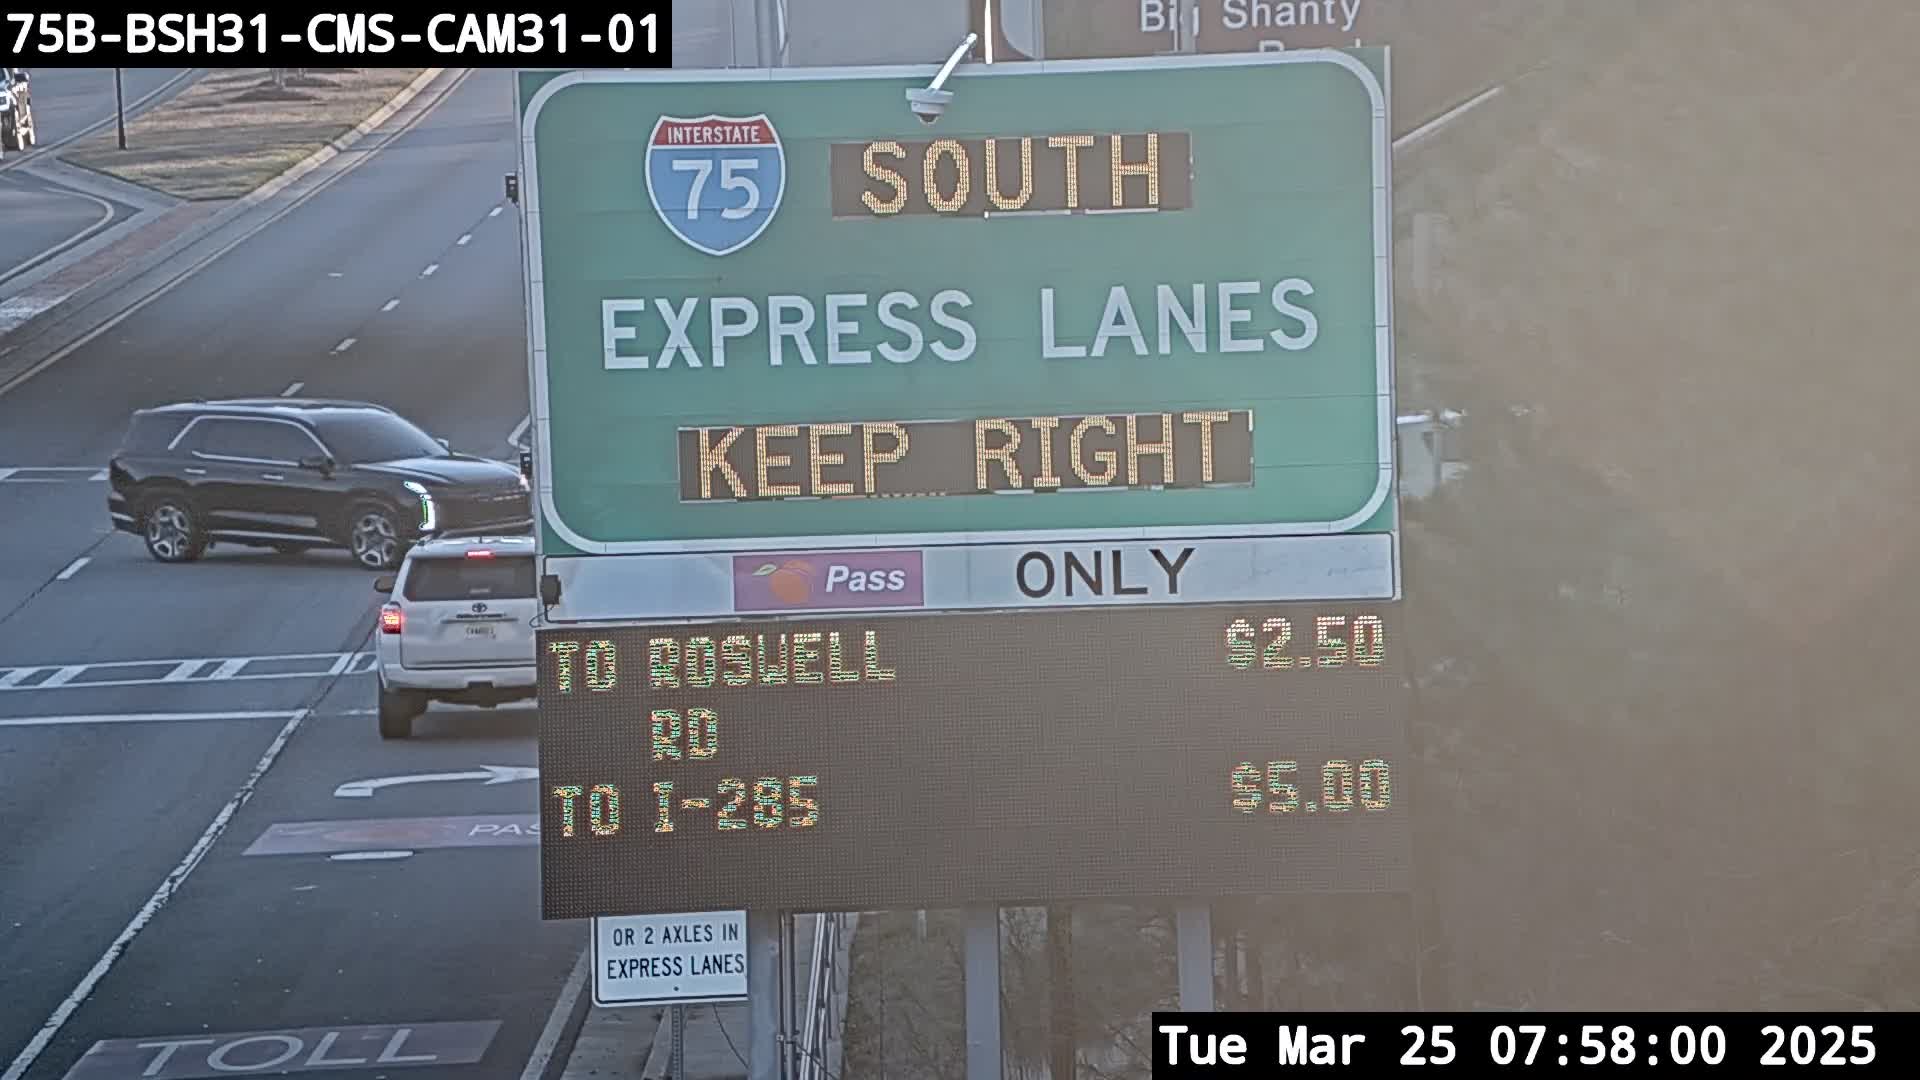 75B-BSH31-CMS-CAM31-01
Big Shanty
INTERSTATE
75
SOUTH
EXPRESS LANES
KEEP RIGHT
Pass ONLY
TO ROSWELL $2.50
RD
TO I-285 $5.00
PAS
OR 2 AXLES IN
EXPRESS LANES
TOLL
Tue Mar 25 07:58:00 2025